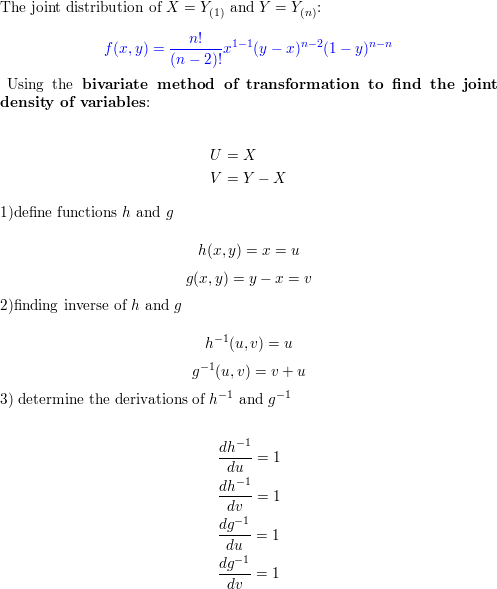 The joint distribution of $X = Y_{(1)}$ and $Y = Y_{(n)}$:
$f(x, y) = \frac{n!}{(n-2)!} x^{1-1}(y-x)^{n-2}(1-y)^{n-n}$
Using the bivariate method of transformation to find the joint
density of variables:
$U = X$
$V = Y - X$
1)define functions $h$ and $g$
$h(x, y) = x = u$
$g(x, y) = y - x = v$
2)finding inverse of $h$ and $g$
$h^{-1}(u, v) = u$
$g^{-1}(u, v) = v + u$
3) determine the derivations of $h^{-1}$ and $g^{-1}$
$\frac{dh^{-1}}{du} = 1$
$\frac{dh^{-1}}{dv} = 1$
$\frac{dg^{-1}}{du} = 1$
$\frac{dg^{-1}}{dv} = 1$